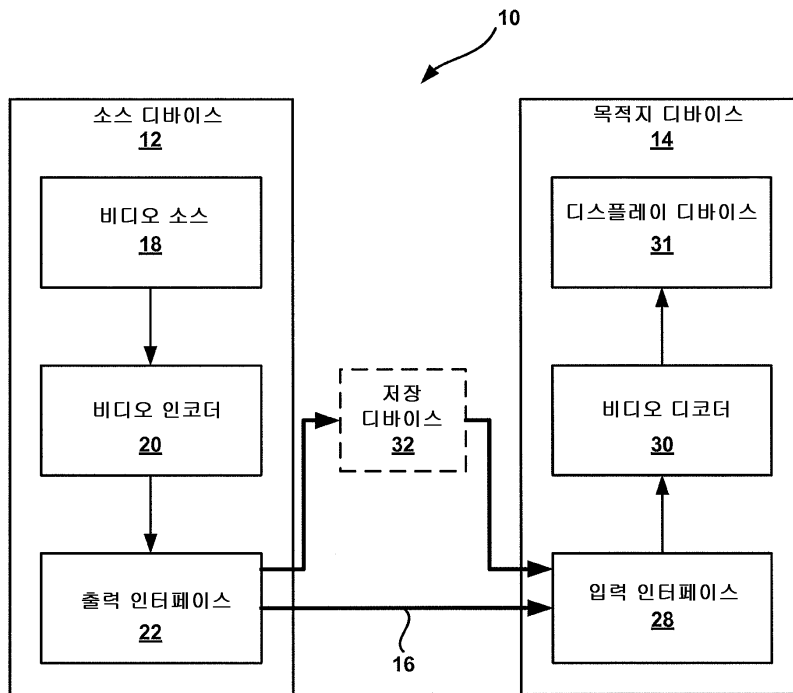 10
소스 디바이스
12
비디오 소스
18
비디오 인코더
20
출력 인터페이스
22
저장
디바이스
32
16
목적지 디바이스
14
디스플레이 디바이스
31
비디오 디코더
30
입력 인터페이스
28